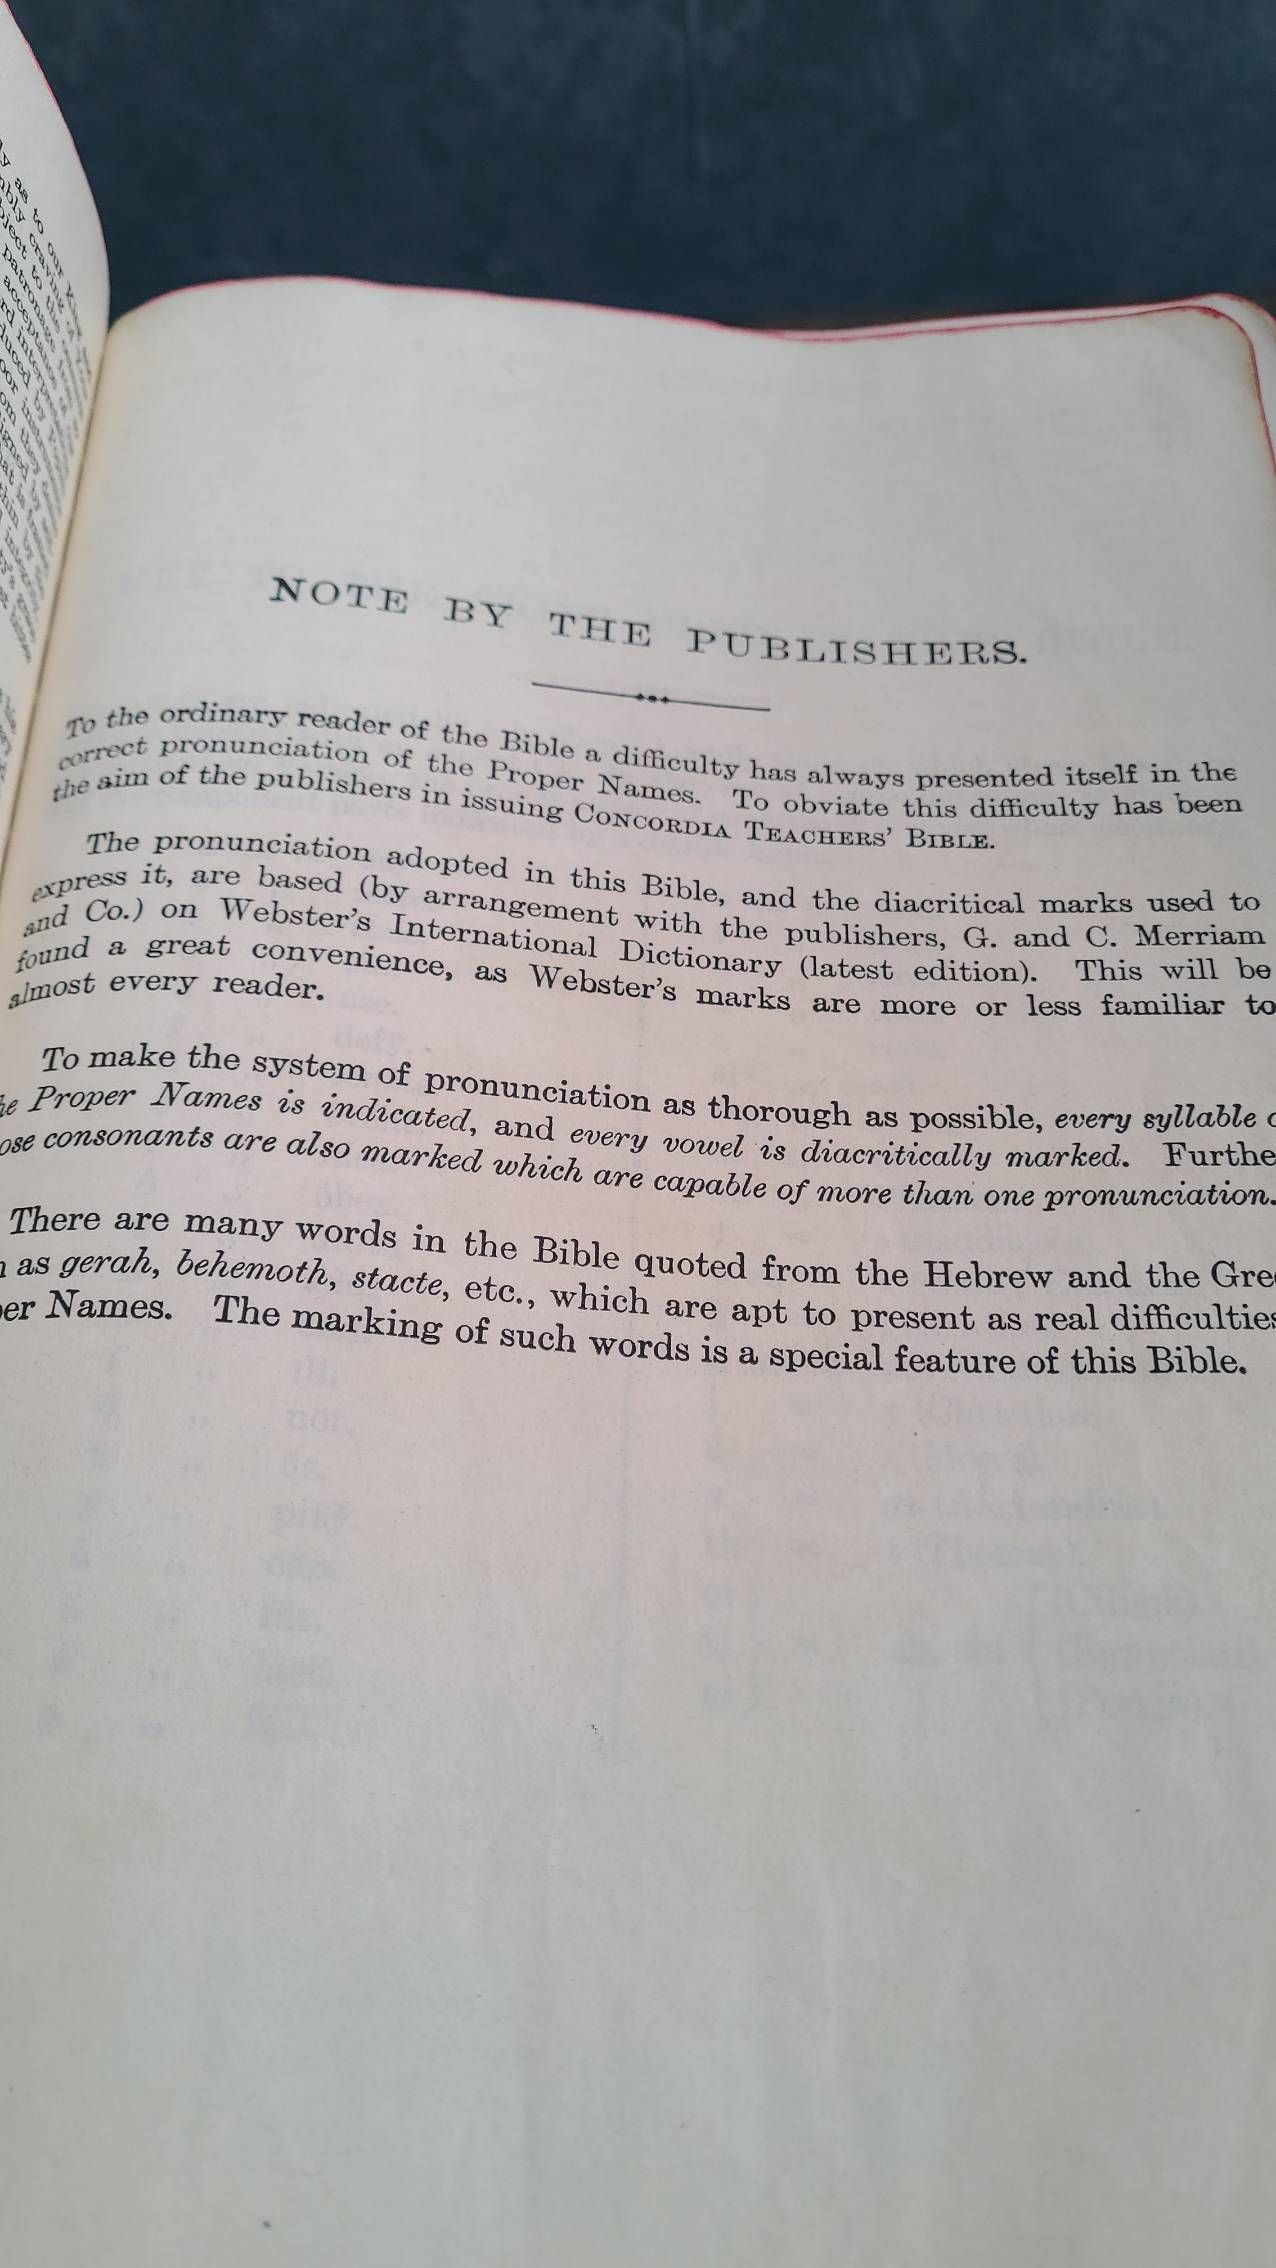 as to our
NOTE BY THE PUBLISHERS.
To the ordinary reader of the Bible a difficulty has always presented itself in the
correct pronunciation of the Proper Names. To obviate this difficulty has been
the aim of the publishers in issuing CONCORDIA TEACHERS' BIBLE.
The pronunciation adopted in this Bible, and the diacritical marks used to
express it, are based (by arrangement with the publishers, G. and C. Merriam
and Co.) on Webster's International Dictionary (latest edition). This will be
found a great convenience, as Webster's marks are more or less familiar to
almost every reader.
To make the system of pronunciation as thorough as possible, every syllable
Proper Names is indicated, and every vowel is diacritically marked. Furthe
ose consonants are also marked which are capable of more than one pronunciation.
There are many words in the Bible quoted from the Hebrew and the Gre
as gerah, behemoth, stacte, etc., which are apt to present as real difficulties
er Names. The marking of such words is a special feature of this Bible.